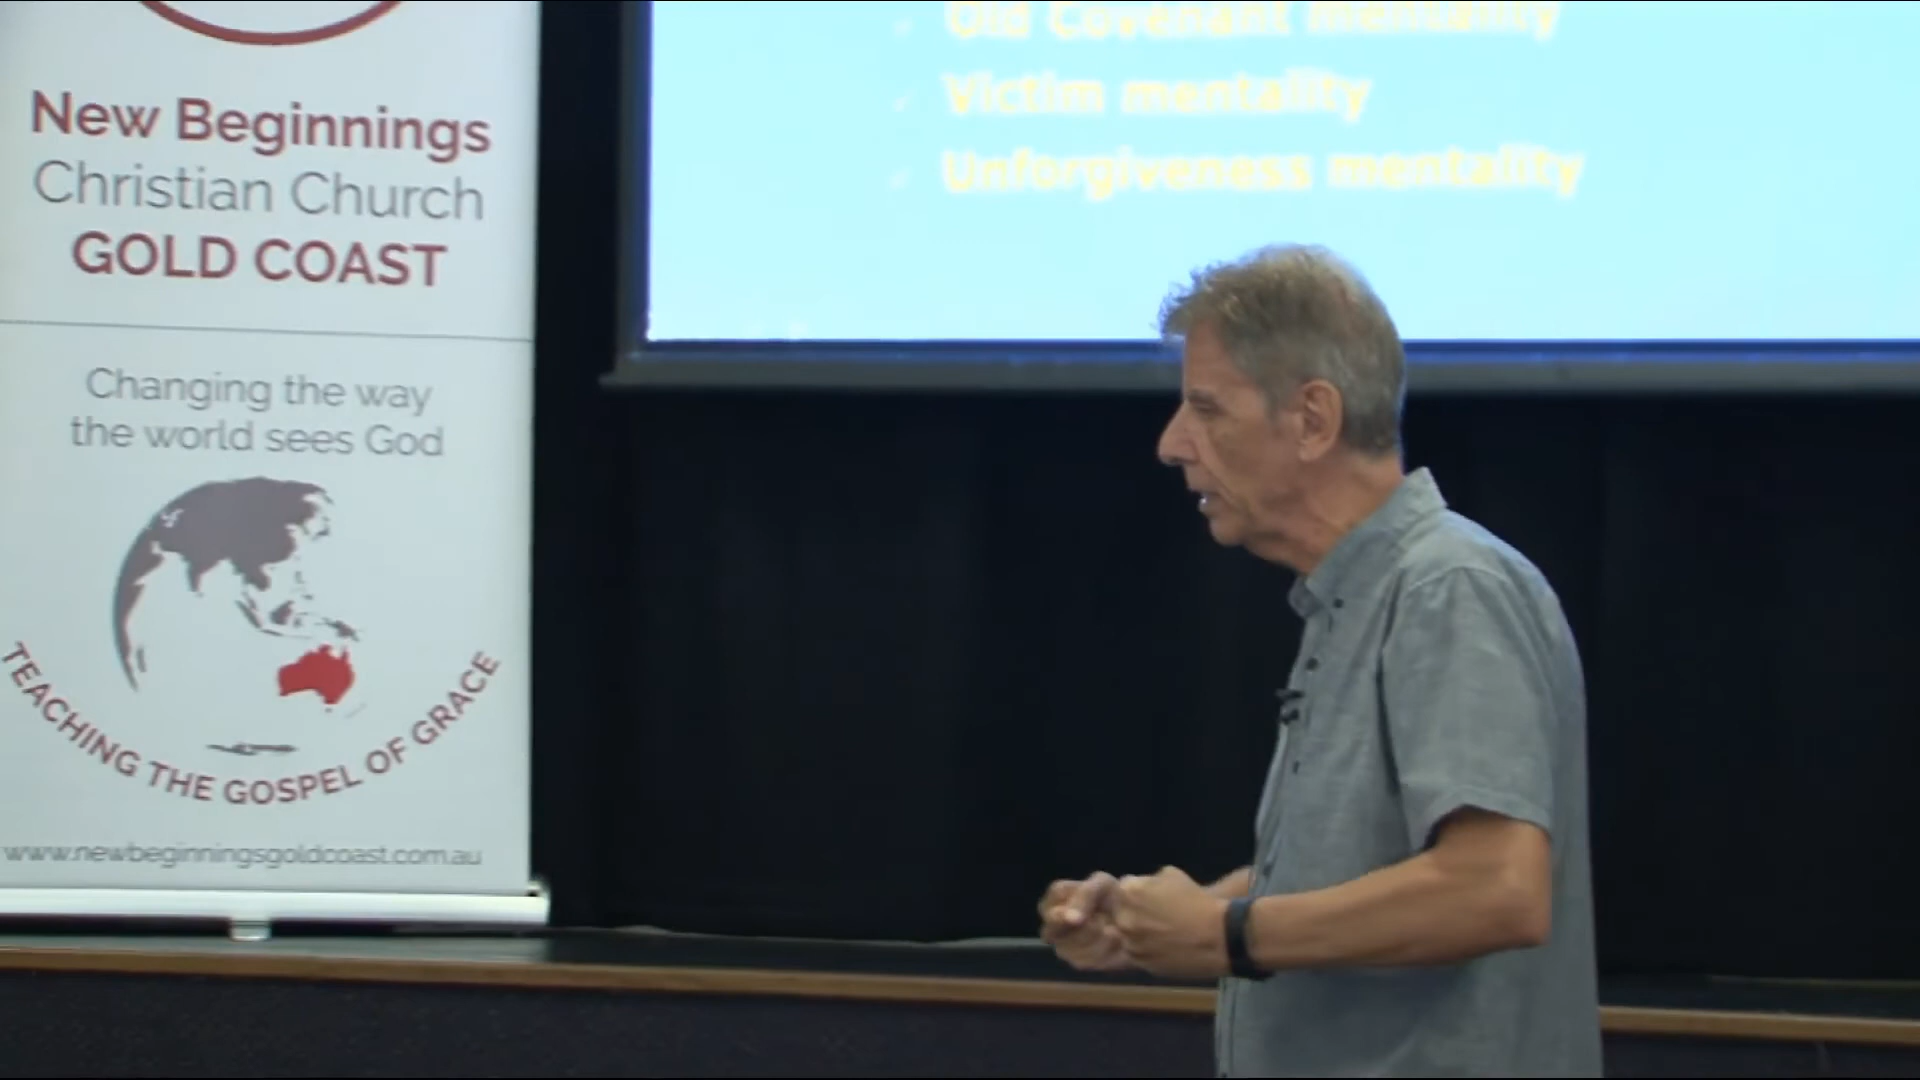 New Beginnings
Christian Church
GOLD COAST
Changing the way
the world sees God
TEACHING THE GOSPEL OF GRACE
www.newbeginningsgoldcoast.com.au
Old Covenant mentality
Victim mentality
Unforgiveness mentality